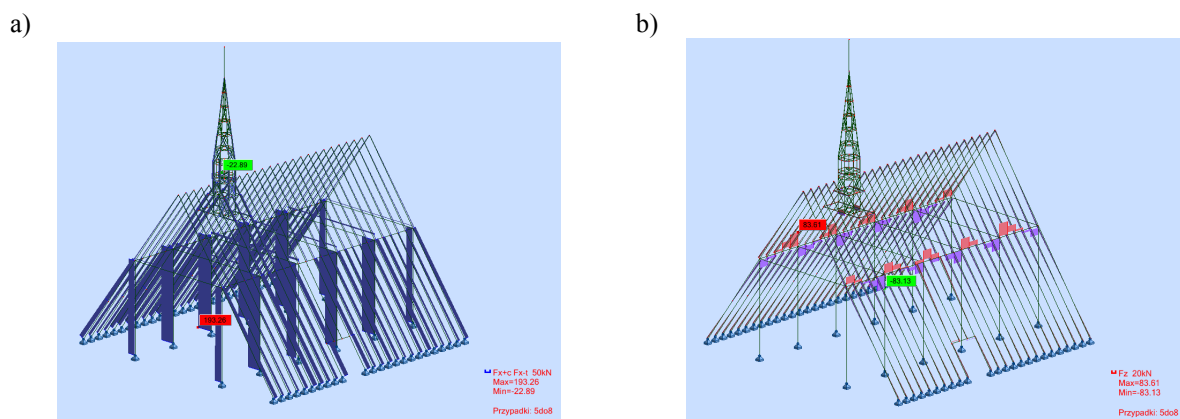 a)
b)
-22.89
193.26
Fx+c Fx-t 50kN
Max=193.26
Min=-22.89
Przypadki: 5do8
83.61
-83.13
Fz 20kN
Max=83.61
Min=-83.13
Przypadki: 5do8